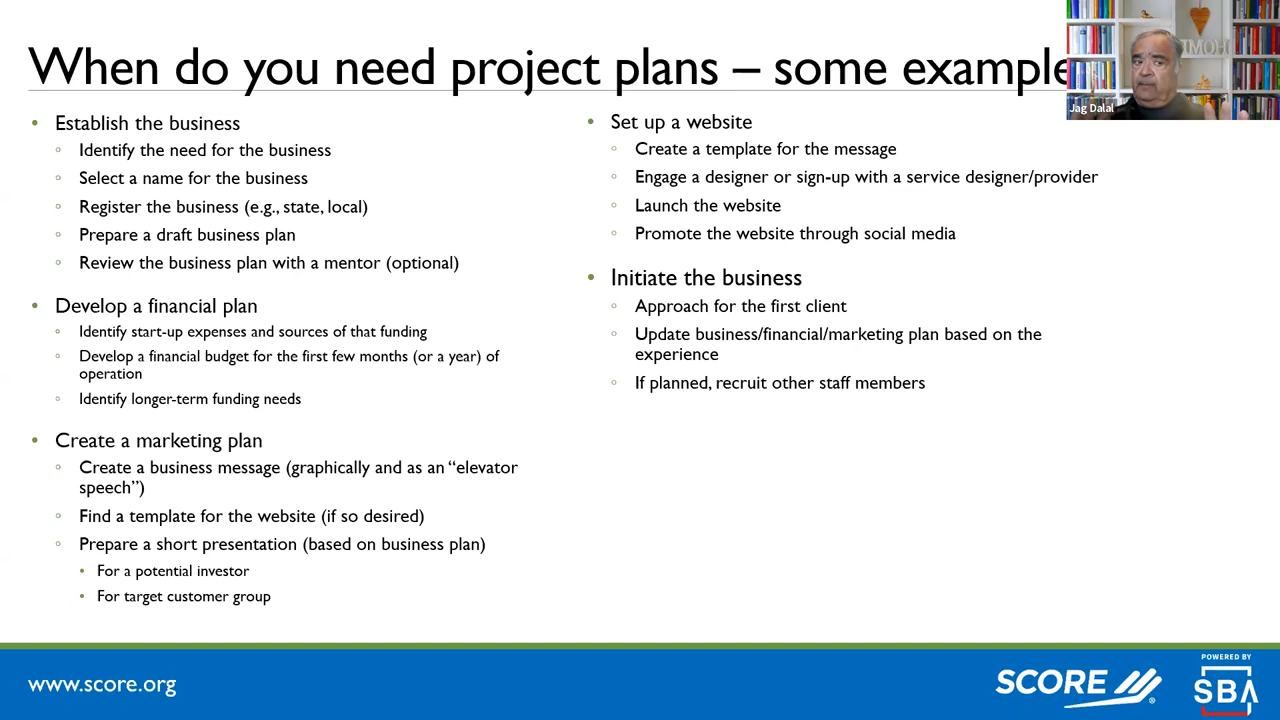 When do you need project plans – some example
Jag Dalal
Establish the business
Identify the need for the business
Select a name for the business
Register the business (e.g., state, local)
Prepare a draft business plan
Review the business plan with a mentor (optional)
Develop a financial plan
Identify start-up expenses and sources of that funding
Develop a financial budget for the first few months (or a year) of
operation
Identify longer-term funding needs
Create a marketing plan
Create a business message (graphically and as an “elevator
speech”)
Find a template for the website (if so desired)
Prepare a short presentation (based on business plan)
For a potential investor
For target customer group
Set up a website
Create a template for the message
Engage a designer or sign-up with a service designer/provider
Launch the website
Promote the website through social media
Initiate the business
Approach for the first client
Update business/financial/marketing plan based on the
experience
If planned, recruit other staff members
www.score.org
SCORE
®
POWERED BY
SBA